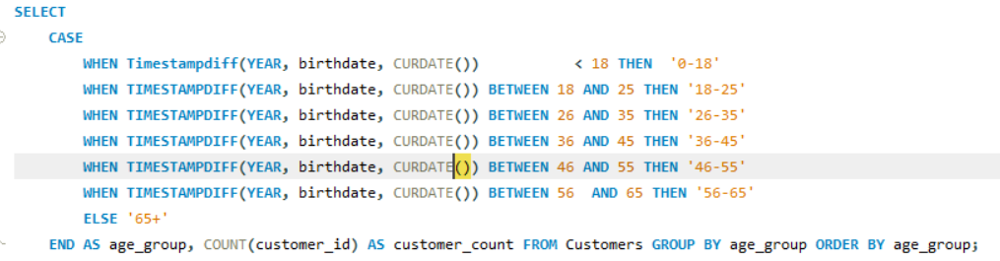 SELECT
CASE
WHEN Timestampdiff(YEAR, birthdate, CURDATE()) < 18 THEN '0-18'
WHEN TIMESTAMPDIFF(YEAR, birthdate, CURDATE()) BETWEEN 18 AND 25 THEN '18-25'
WHEN TIMESTAMPDIFF(YEAR, birthdate, CURDATE()) BETWEEN 26 AND 35 THEN '26-35'
WHEN TIMESTAMPDIFF(YEAR, birthdate, CURDATE()) BETWEEN 36 AND 45 THEN '36-45'
WHEN TIMESTAMPDIFF(YEAR, birthdate, CURDATE()) BETWEEN 46 AND 55 THEN '46-55'
WHEN TIMESTAMPDIFF(YEAR, birthdate, CURDATE()) BETWEEN 56 AND 65 THEN '56-65'
ELSE '65+'
END AS age_group, COUNT(customer_id) AS customer_count FROM Customers GROUP BY age_group ORDER BY age_group;